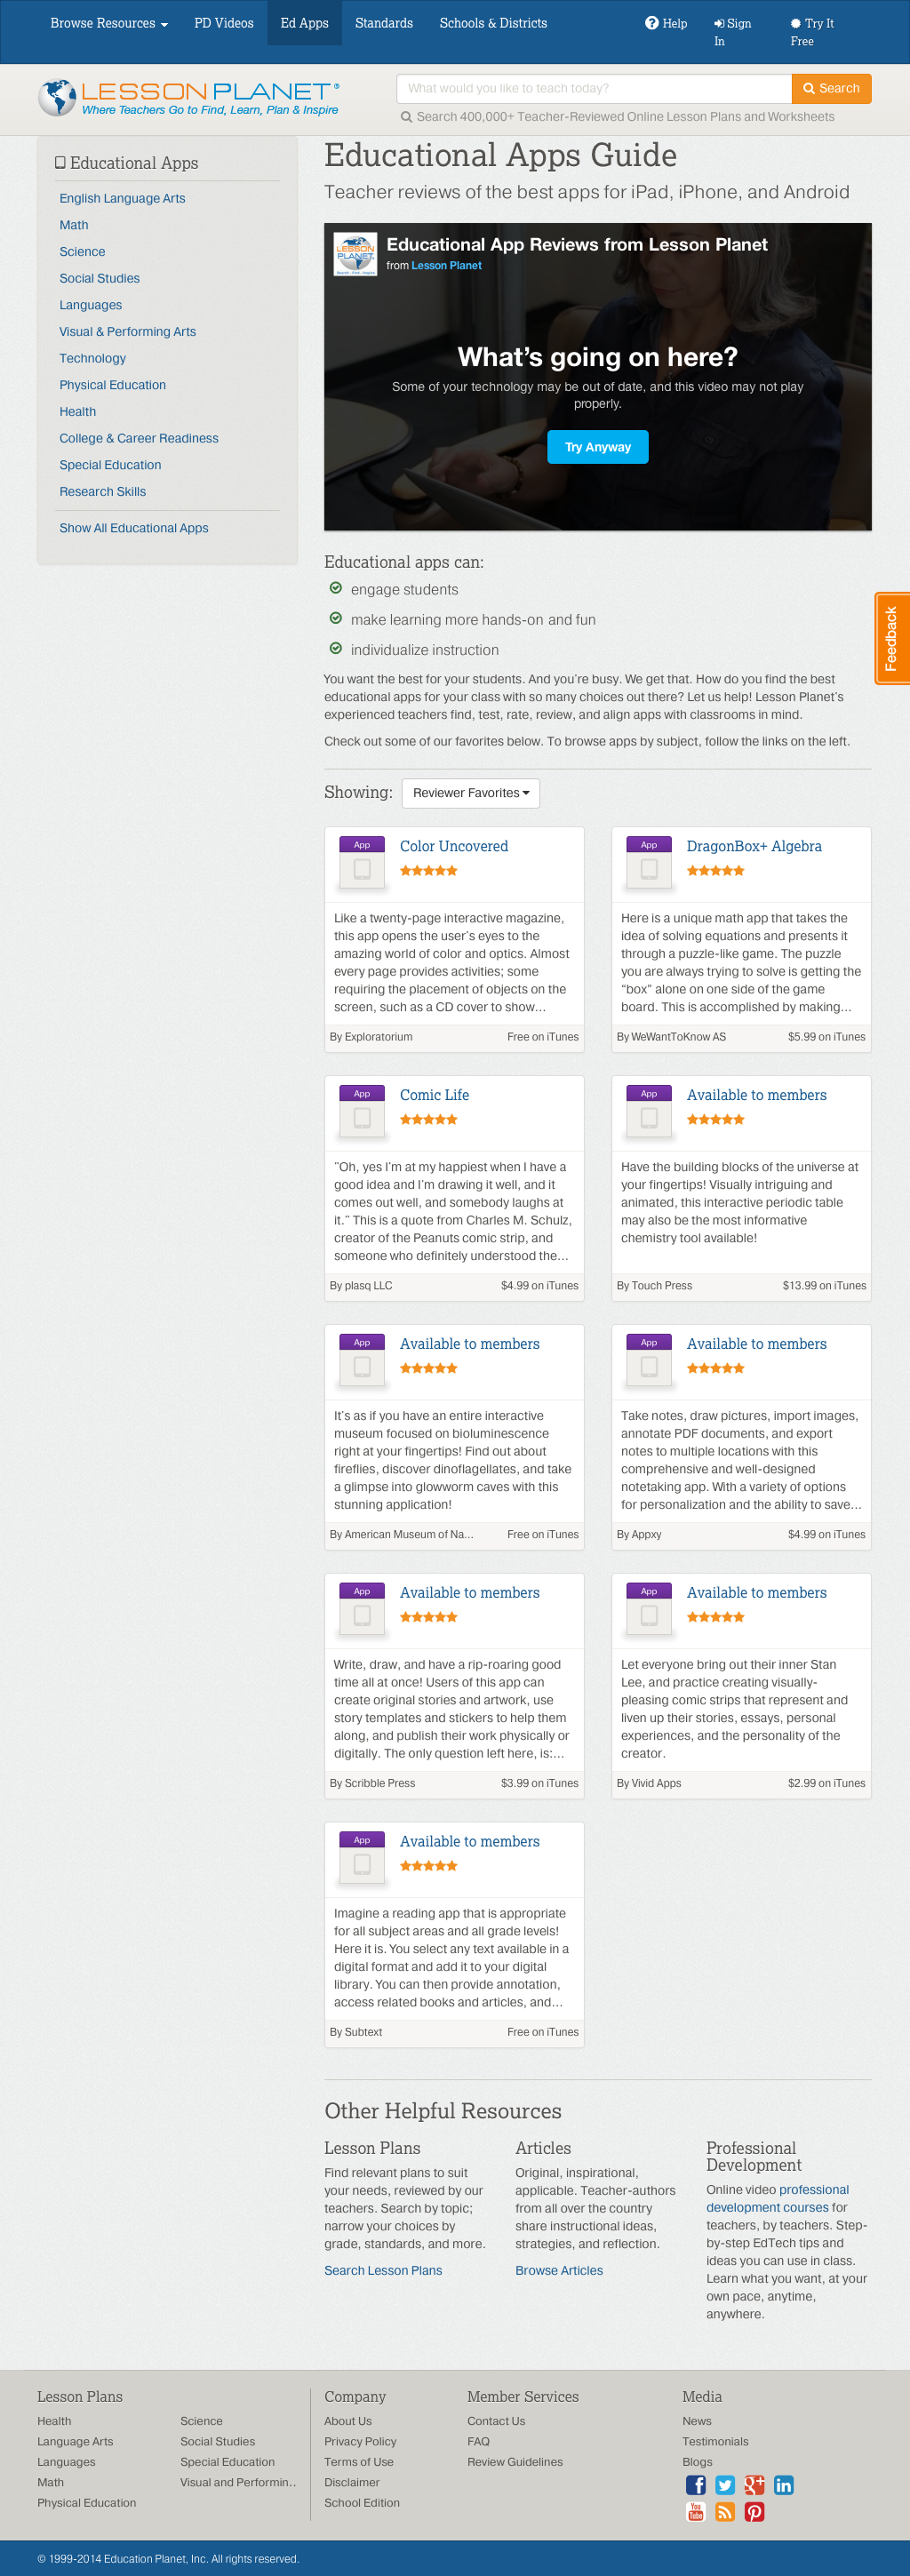 Browse Resources
PD Videos
Ed Apps
Standards
Schools & Districts
Help
Sign In
Try It Free
LESSON PLANET®
Where Teachers Go to Find, Learn, Plan & Inspire
What would you like to teach today?
Search
Search 400,000+ Teacher-Reviewed Online Lesson Plans and Worksheets
Educational Apps
English Language Arts
Math
Science
Social Studies
Languages
Visual & Performing Arts
Technology
Physical Education
Health
College & Career Readiness
Special Education
Research Skills
Show All Educational Apps
Educational Apps Guide
Teacher reviews of the best apps for iPad, iPhone, and Android
LESSON PLANET
Educational App Reviews from Lesson Planet
from Lesson Planet
What's going on here?
Some of your technology may be out of date, and this video may not play
properly.
Try Anyway
Educational apps can:
engage students
make learning more hands-on and fun
individualize instruction
You want the best for your students. And you're busy. We get that. How do you find the best
educational apps for your class with so many choices out there? Let us help! Lesson Planet's
experienced teachers find, test, rate, review, and align apps with classrooms in mind.
Check out some of our favorites below. To browse apps by subject, follow the links on the left.
Feedback
Showing:
Reviewer Favorites
App
Color Uncovered
Like a twenty-page interactive magazine,
this app opens the user's eyes to the
amazing world of color and optics. Almost
every page provides activities; some
requiring the placement of objects on the
screen, such as a CD cover to show...
By Exploratorium
Free on iTunes
App
DragonBox+ Algebra
Here is a unique math app that takes the
idea of solving equations and presents it
through a puzzle-like game. The puzzle
you are always trying to solve is getting the
“box” alone on one side of the game
board. This is accomplished by making...
By WeWantToKnow AS
$5.99 on iTunes
App
Comic Life
"Oh, yes I'm at my happiest when I have a
good idea and I'm drawing it well, and it
comes out well, and somebody laughs at
it." This is a quote from Charles M. Schulz,
creator of the Peanuts comic strip, and
someone who definitely understood the...
By plasq LLC
$4.99 on iTunes
App
Available to members
Have the building blocks of the universe at
your fingertips! Visually intriguing and
animated, this interactive periodic table
may also be the most informative
chemistry tool available!
By Touch Press
$13.99 on iTunes
App
Available to members
It's as if you have an entire interactive
museum focused on bioluminescence
right at your fingertips! Find out about
fireflies, discover dinoflagellates, and take
a glimpse into glowworm caves with this
stunning application!
By American Museum of Na...
Free on iTunes
App
Available to members
Take notes, draw pictures, import images,
annotate PDF documents, and export
notes to multiple locations with this
comprehensive and well-designed
notetaking app. With a variety of options
for personalization and the ability to save...
By Appxy
$4.99 on iTunes
App
Available to members
Write, draw, and have a rip-roaring good
time all at once! Users of this app can
create original stories and artwork, use
story templates and stickers to help them
along, and publish their work physically or
digitally. The only question left here, is:...
By Scribble Press
$3.99 on iTunes
App
Available to members
Let everyone bring out their inner Stan
Lee, and practice creating visually-
pleasing comic strips that represent and
liven up their stories, essays, personal
experiences, and the personality of the
creator.
By Vivid Apps
$2.99 on iTunes
App
Available to members
Imagine a reading app that is appropriate
for all subject areas and all grade levels!
Here it is. You select any text available in a
digital format and add it to your digital
library. You can then provide annotation,
access related books and articles, and...
By Subtext
Free on iTunes
Other Helpful Resources
Lesson Plans
Find relevant plans to suit
your needs, reviewed by our
teachers. Search by topic;
narrow your choices by
grade, standards, and more.
Search Lesson Plans
Articles
Original, inspirational,
applicable. Teacher-authors
from all over the country
share instructional ideas,
strategies, and reflection.
Browse Articles
Professional
Development
Online video professional
development courses for
teachers, by teachers. Step-
by-step EdTech tips and
ideas you can use in class.
Learn what you want, at your
own pace, anytime,
anywhere.
Lesson Plans
Health
Language Arts
Languages
Math
Physical Education
Science
Social Studies
Special Education
Visual and Performin..
Company
About Us
Privacy Policy
Terms of Use
Disclaimer
School Edition
Member Services
Contact Us
FAQ
Review Guidelines
Media
News
Testimonials
Blogs
You Tube
© 1999-2014 Education Planet, Inc. All rights reserved.